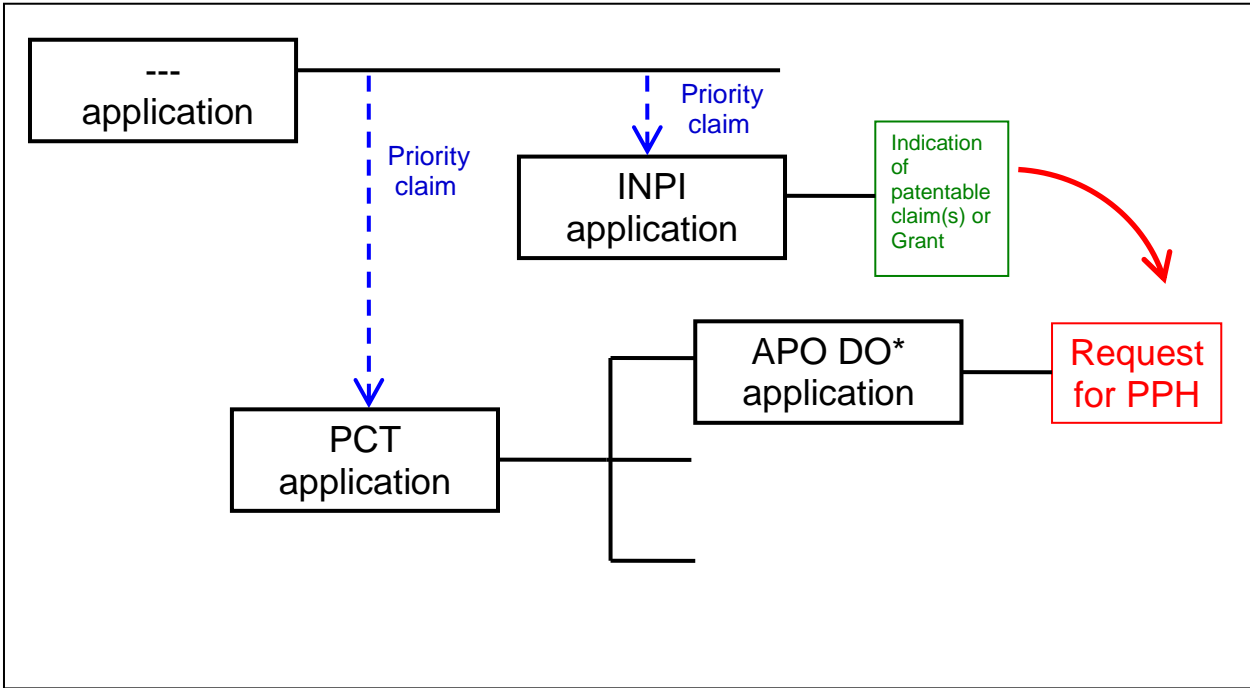 ---
application
Priority
claim
Priority
claim
INPI
application
Indication
of
patentable
claim(s) or
Grant
APO DO*
application
Request
for PPH
PCT
application